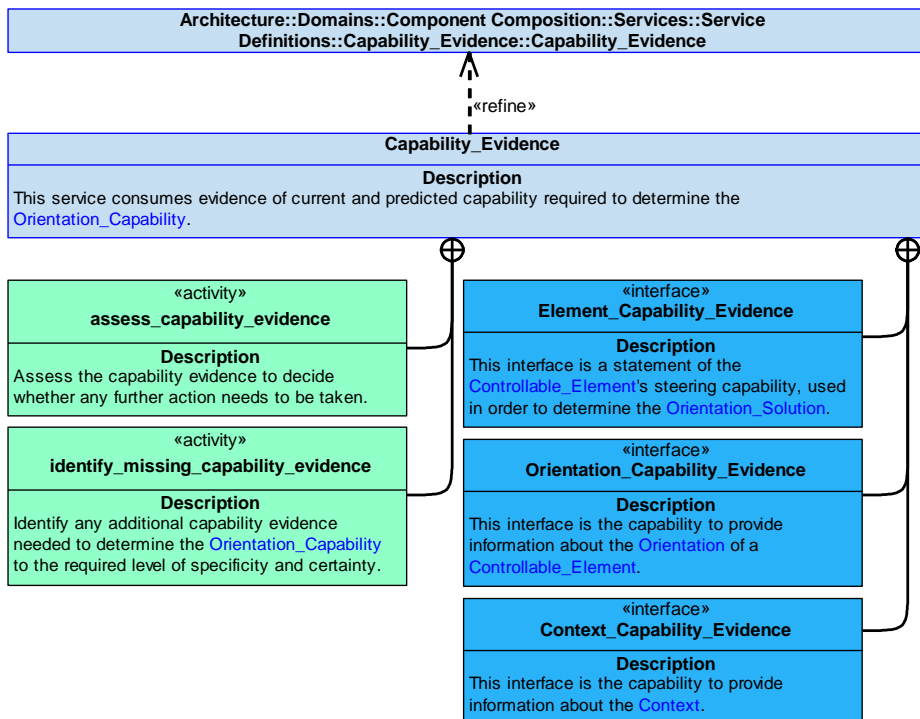 Architecture::Domains::Component Composition::Services::Service
Definitions::Capability_Evidence::Capability_Evidence
«refine»
Capability_Evidence
Description
This service consumes evidence of current and predicted capability required to determine the
Orientation_Capability.
«activity»
assess_capability_evidence
Description
Assess the capability evidence to decide
whether any further action needs to be taken.
«activity»
identify_missing_capability_evidence
Description
Identify any additional capability evidence
needed to determine the Orientation_Capability
to the required level of specificity and certainty.
«interface»
Element_Capability_Evidence
Description
This interface is a statement of the
Controllable_Element's steering capability, used
in order to determine the Orientation_Solution.
«interface»
Orientation_Capability_Evidence
Description
This interface is the capability to provide
information about the Orientation of a
Controllable_Element.
«interface»
Context_Capability_Evidence
Description
This interface is the capability to provide
information about the Context.